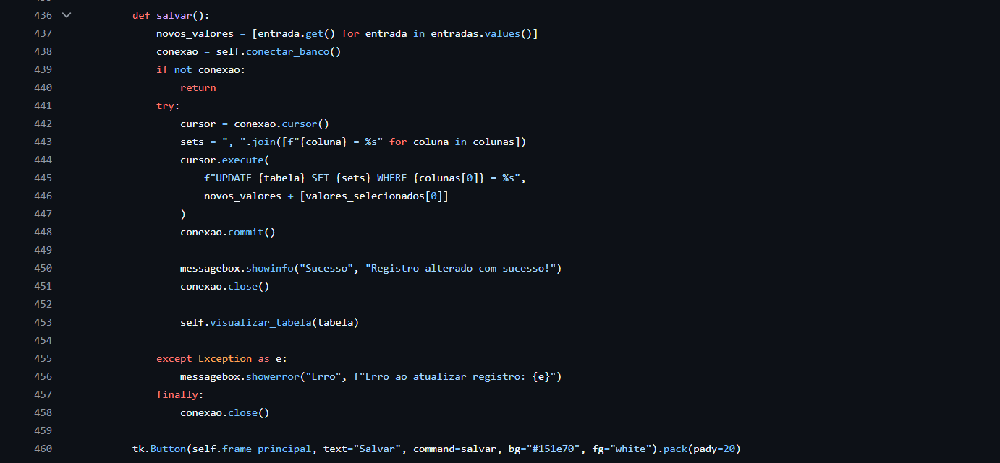 436 def salvar():
437 novos_valores = [entrada.get() for entrada in entradas.values()]
438 conexao = self.conectar_banco()
439 if not conexao:
440 return
441 try:
442 cursor = conexao.cursor()
443 sets = ", ".join([f"{coluna} = %s" for coluna in colunas])
444 cursor.execute(
445 f"UPDATE {tabela} SET {sets} WHERE {colunas[0]} = %s",
446 novos_valores + [valores_selecionados[0]]
447 )
448 conexao.commit()
449
450 messagebox.showinfo("Sucesso", "Registro alterado com sucesso!")
451 conexao.close()
452
453 self.visualizar_tabela(tabela)
454
455 except Exception as e:
456 messagebox.showerror("Erro", f"Erro ao atualizar registro: {e}")
457 finally:
458 conexao.close()
459
460 tk.Button(self.frame_principal, text="Salvar", command=salvar, bg="#151e70", fg="white").pack(pady=20)